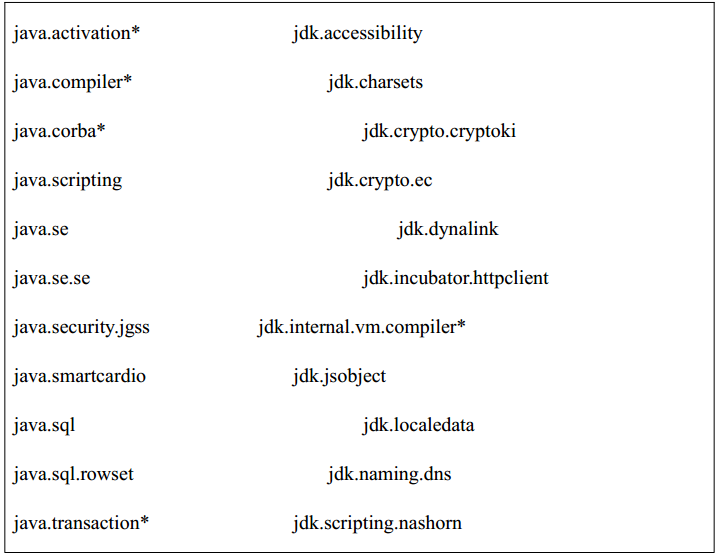 java.activation* jdk.accessibility
java.compiler* jdk.charsets
java.corba* jdk.crypto.cryptoki
java.scripting jdk.crypto.ec
java.se jdk.dynalink
java.se.se jdk.incubator.httpclient
java.security.jgss jdk.internal.vm.compiler*
java.smartcardio jdk.jsobject
java.sql jdk.localedata
java.sql.rowset jdk.naming.dns
java.transaction* jdk.scripting.nashorn